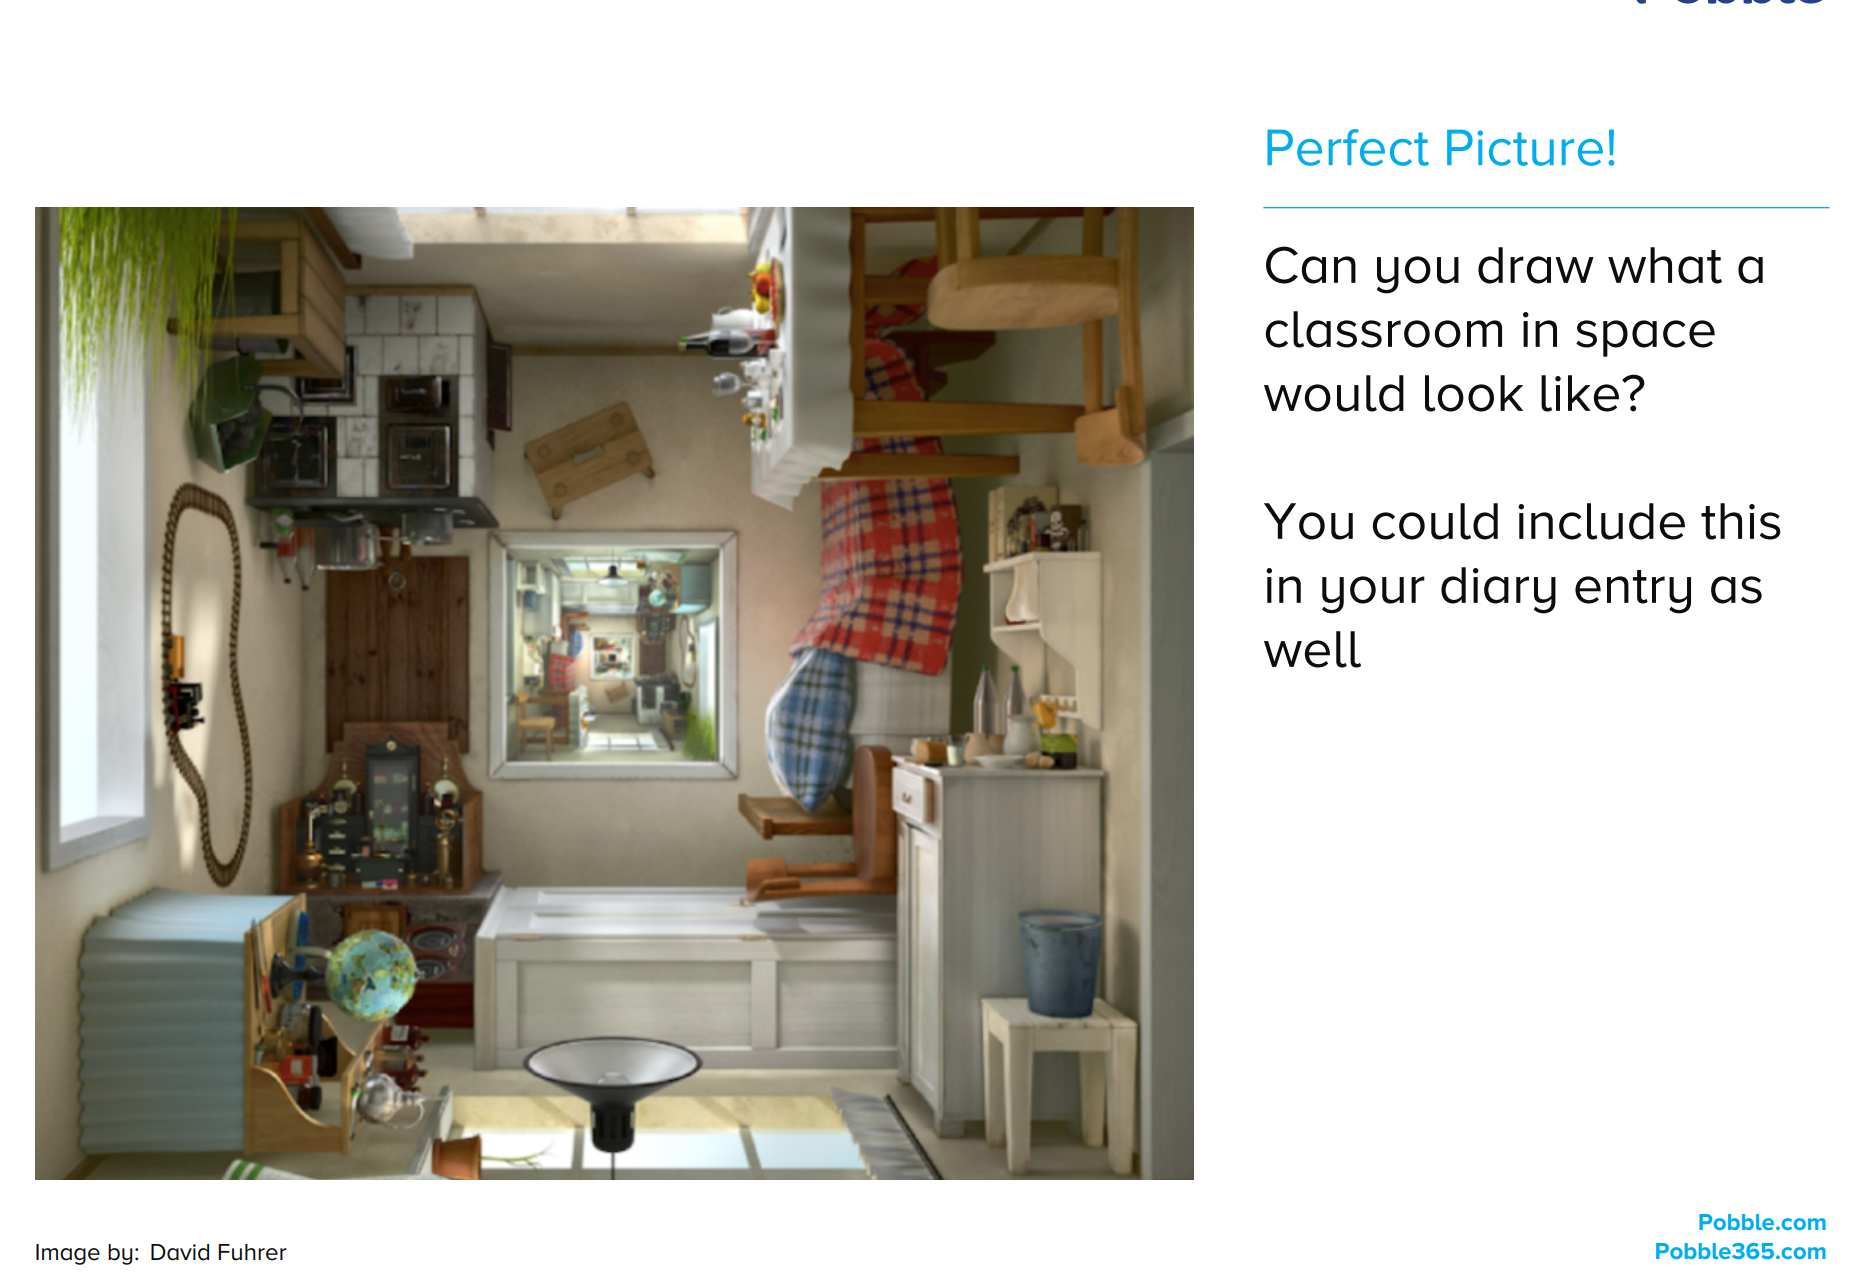 Perfect Picture!
Can you draw what a
classroom in space
would look like?
You could include this
in your diary entry as
well
Image by: David Fuhrer
Pobble.com
Pobble365.com